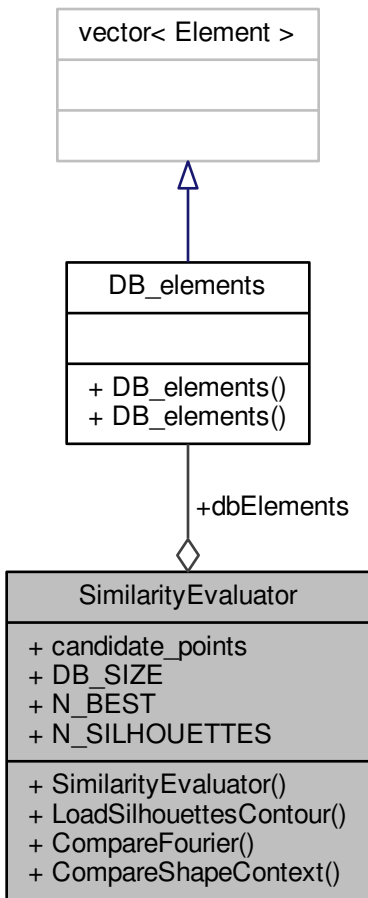 vector< Element >
DB_elements
+ DB_elements()
+ DB_elements()
+dbElements
SimilarityEvaluator
+ candidate_points
+ DB_SIZE
+ N_BEST
+ N_SILHOUETTES
+ SimilarityEvaluator()
+ LoadSilhouettesContour()
+ CompareFourier()
+ CompareShapeContext()